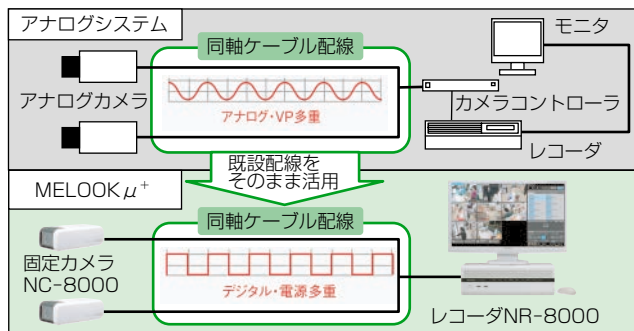 アナログシステム
同軸ケーブル配線
モニタ
アナログカメラ
アナログ・VP多重
カメラコントローラ
レコーダ
既設配線を
そのまま活用
MELOOKμ+
同軸ケーブル配線
固定カメラ
NC-8000
デジタル・電源多重
レコーダNR-8000